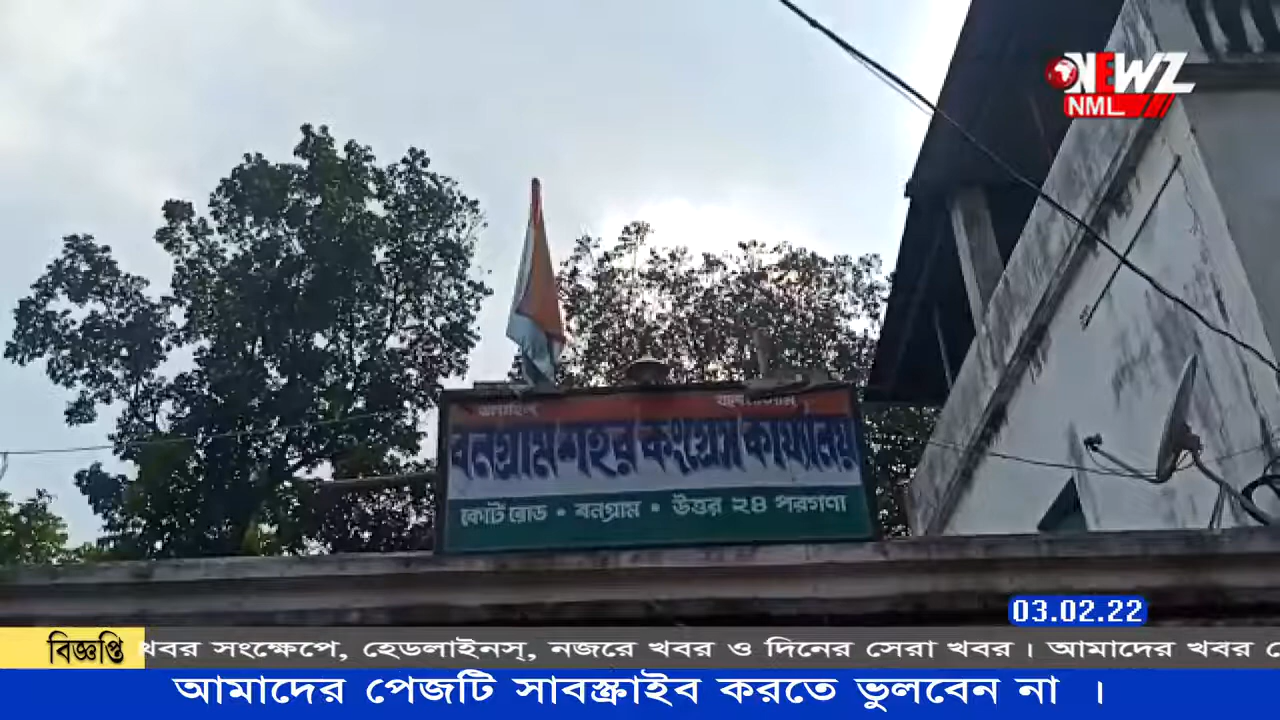 NEWZ
NML
বনগ্রাম শহর কংগ্রেস কার্য্যালয়
কোর্ট রোড • বনগ্রাম • উত্তর ২৪ পরগণা
03.02.22
বিজ্ঞপ্তি
খবর সংক্ষেপে, হেডলাইনস্, নজরে খবর ও দিনের সেরা খবর । আমাদের খবর
আমাদের পেজটি সাবস্ক্রাইব করতে ভুলবেন না ।